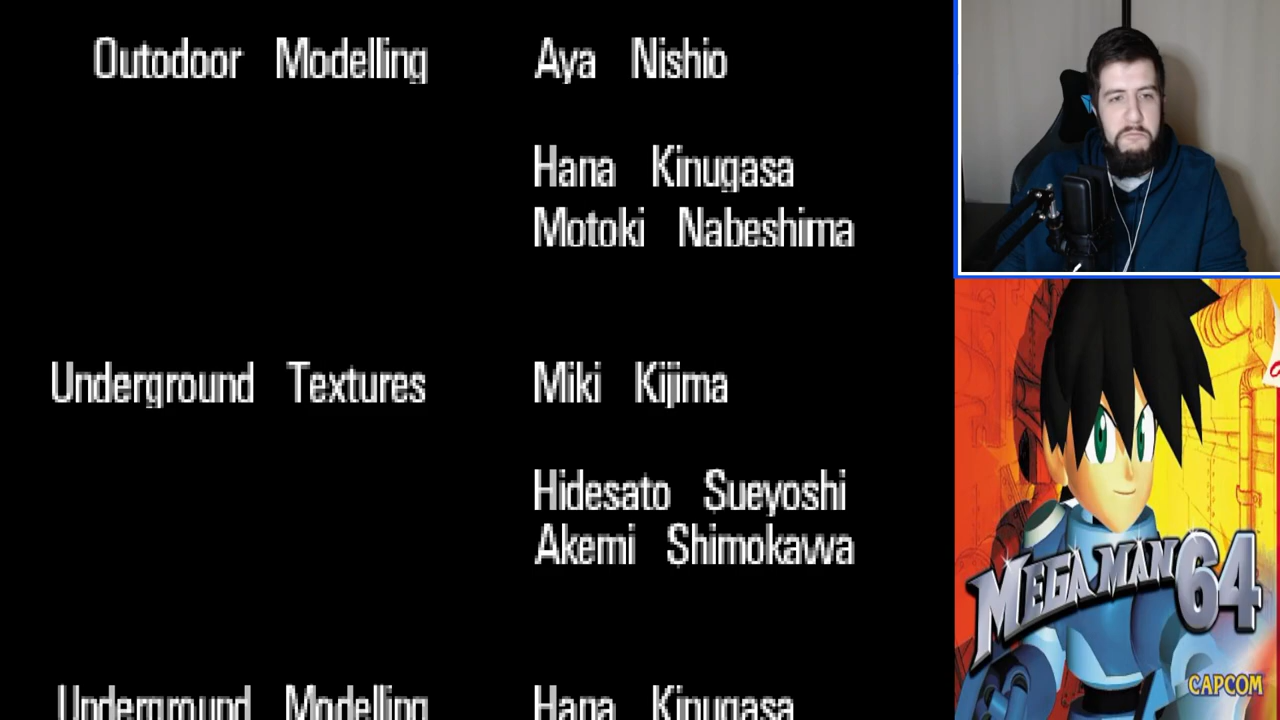 Outodoor Modelling Aya Nishio
Hana Kinugasa
Motoki Nabeshima
Underground Textures Miki Kijima
Hidesato Sueyoshi
Akemi Shimokawa
Underground Modelling Hana Kinugasa
MEGA MAN 64
CAPCOM